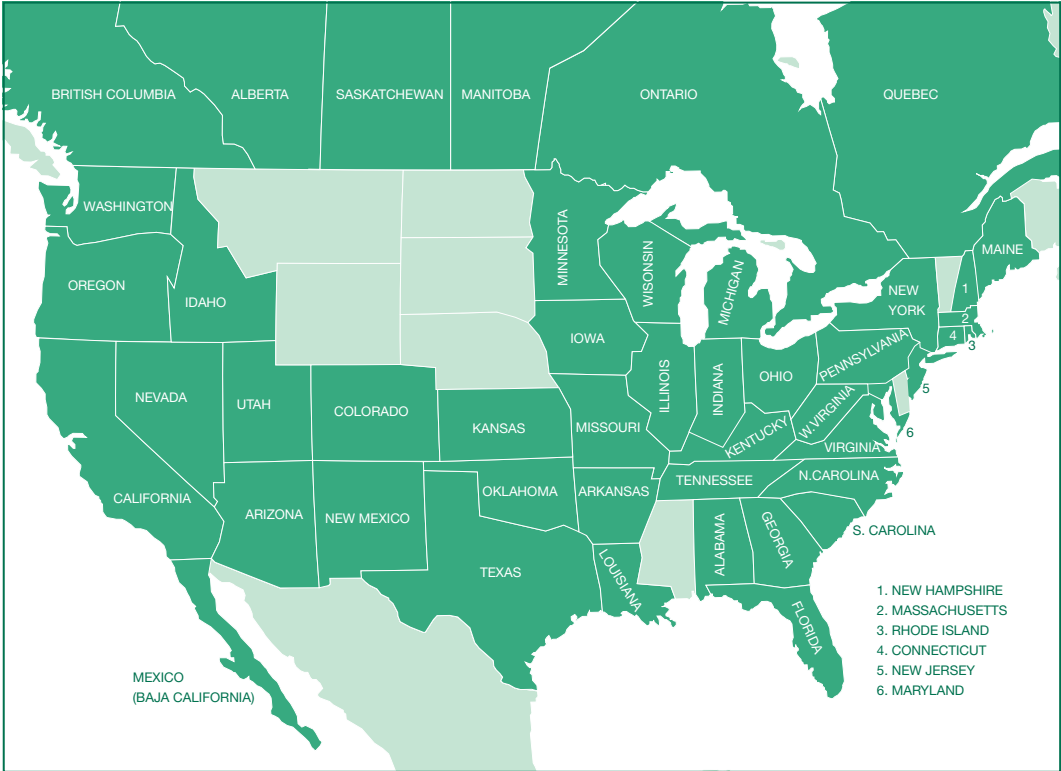 BRITISH COLUMBIA
ALBERTA
SASKATCHEWAN
MANITOBA
ONTARIO
QUEBEC
WASHINGTON
MINNESOTA
WISONSIN
MICHIGAN
MAINE
OREGON
IDAHO
NEW
YORK
1
2
3
4
IOWA
PENNSYLVANIA
NEVADA
UTAH
COLORADO
KANSAS
MISSOURI
ILLINOIS
INDIANA
OHIO
5
W.VIRGINIA
KENTUCKY
VIRGINIA
6
CALIFORNIA
ARIZONA
NEW MEXICO
OKLAHOMA
ARKANSAS
TENNESSEE
N.CAROLINA
S. CAROLINA
TEXAS
LOUISIANA
ALABAMA
GEORGIA
FLORIDA
MEXICO
(BAJA CALIFORNIA)
1. NEW HAMPSHIRE
2. MASSACHUSETTS
3. RHODE ISLAND
4. CONNECTICUT
5. NEW JERSEY
6. MARYLAND